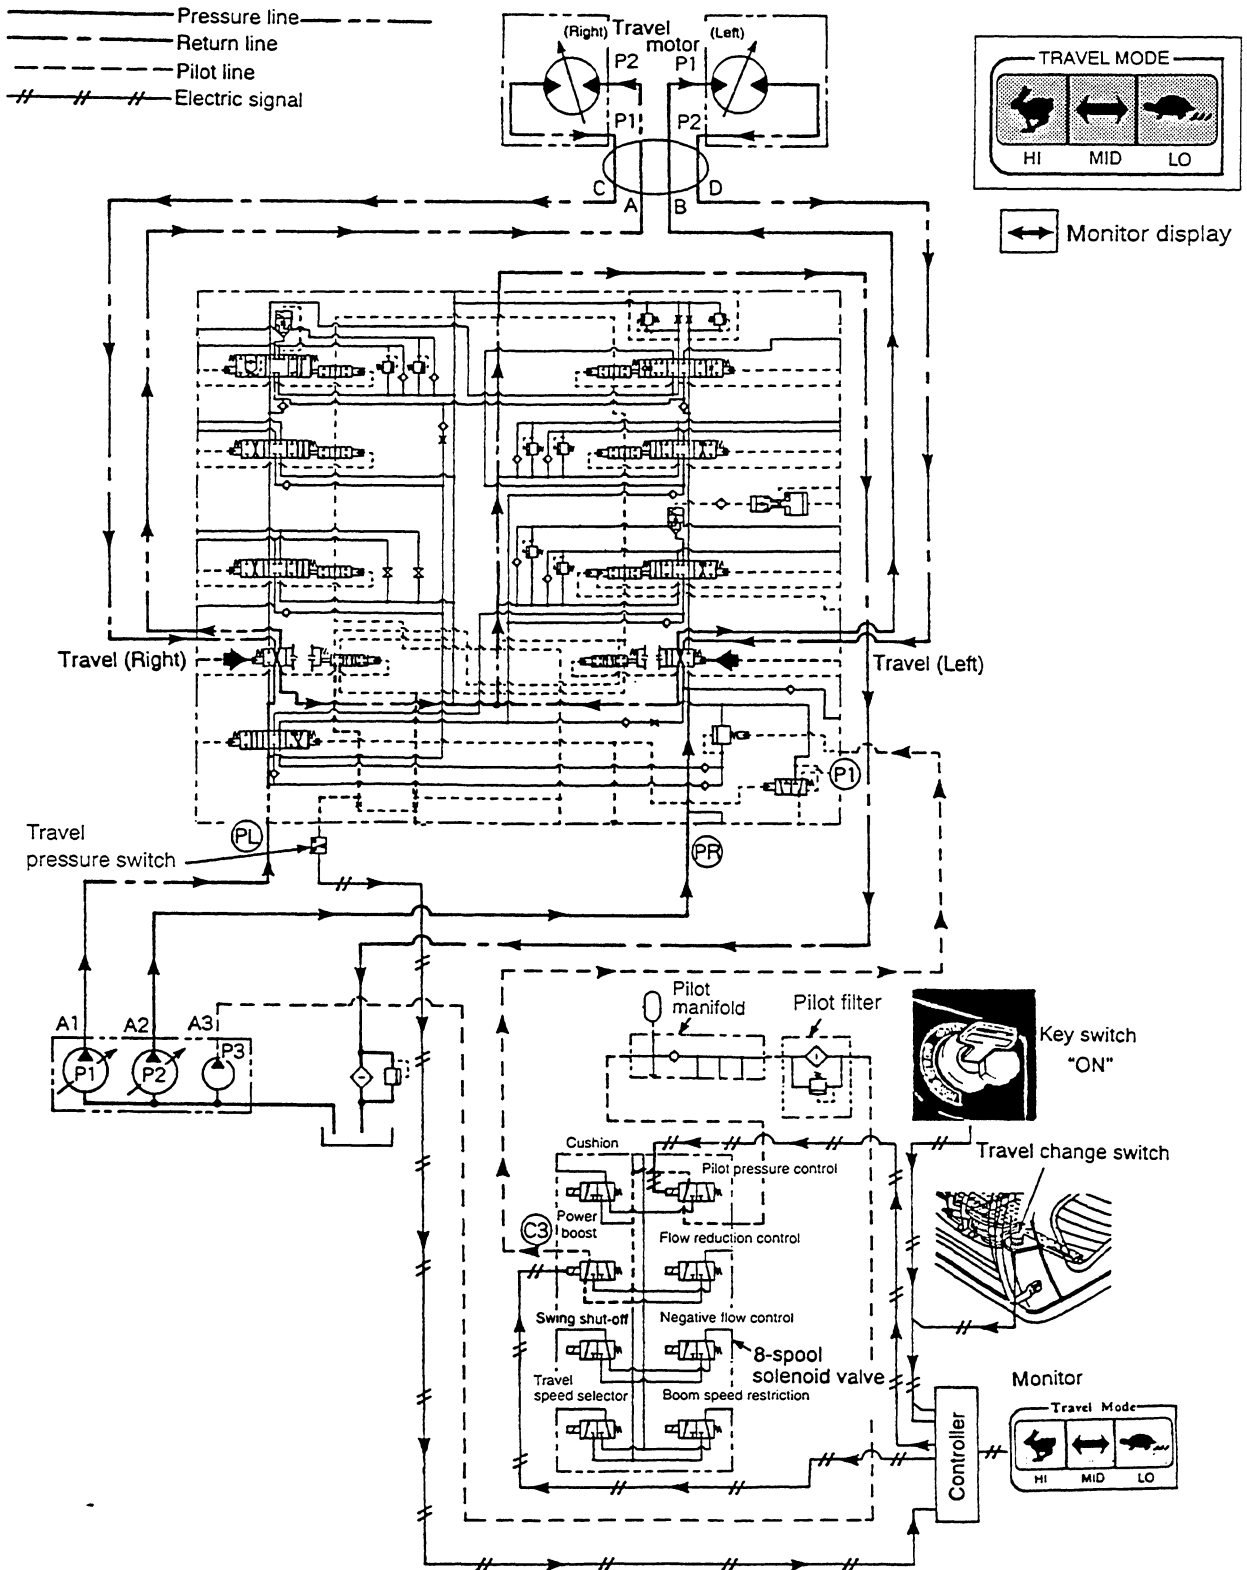 Pressure line
Return line
Pilot line
Electric signal
(Right)
Travel
motor
(Left)
P2
P1
P1
P2
C
A
B
D
TRAVEL MODE
HI
MID
LO
Monitor display
Travel (Right)
Travel (Left)
P1
PL
PR
Travel
pressure switch
A1
A2
A3
P1
P2
P3
Pilot
manifold
Pilot filter
Key switch
"ON"
Travel change switch
Cushion
Pilot pressure control
Power
boost
C3
Flow reduction control
Swing shut-off
Negative flow control
8-spool
solenoid valve
Travel
speed selector
Boom speed restriction
Controller
Monitor
Travel Mode
HI
MID
LO